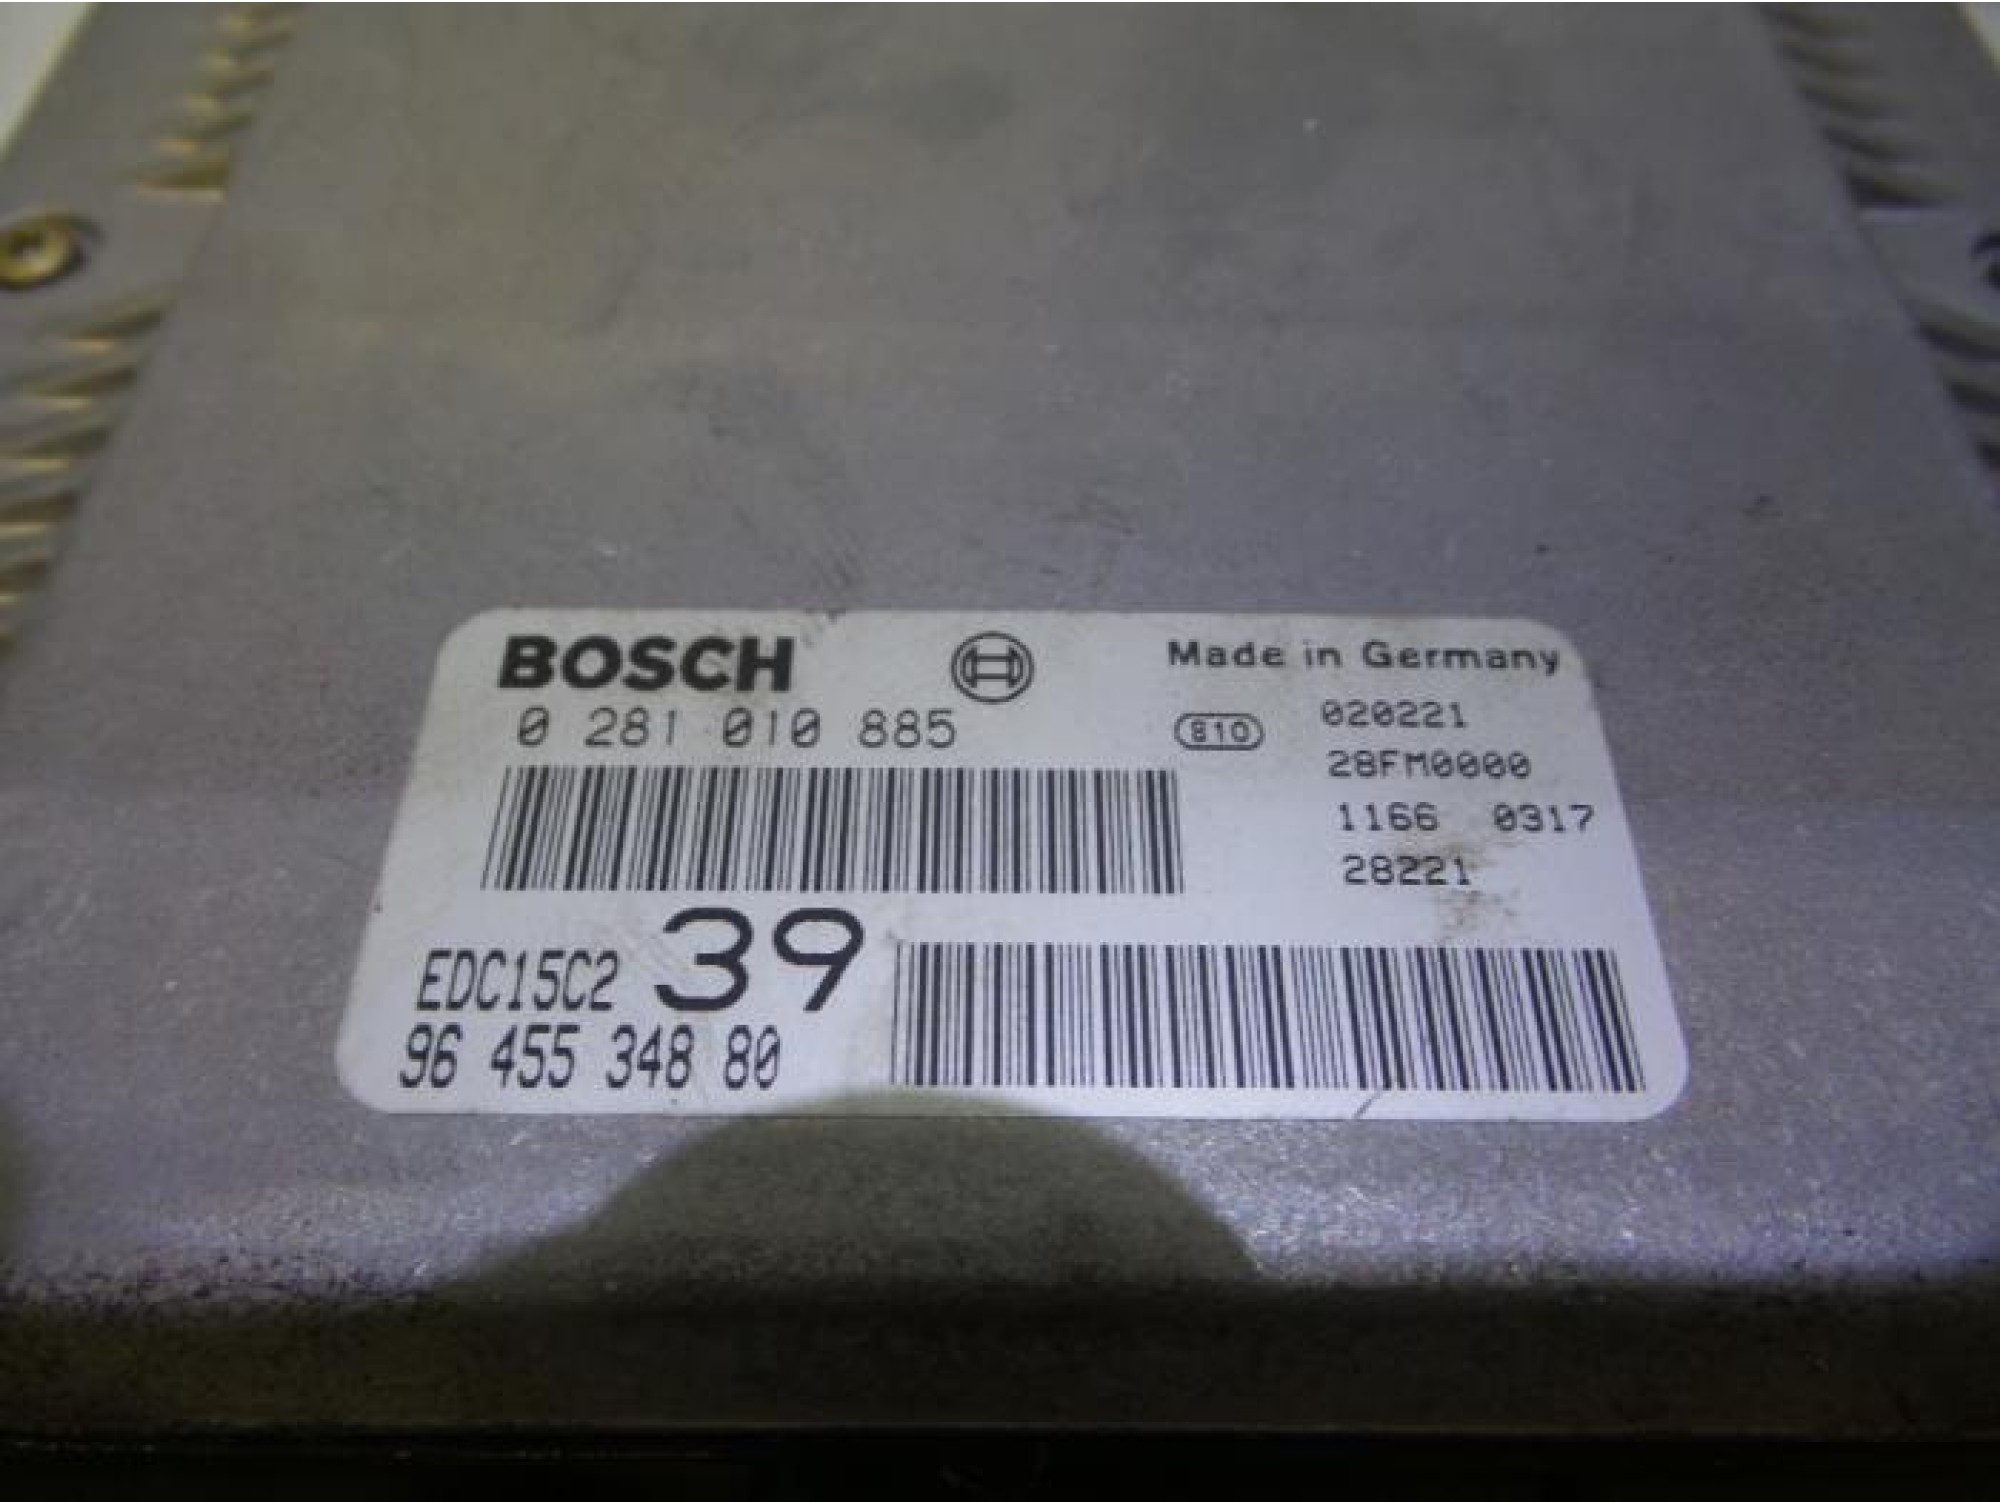 BOSCH
Made in Germany
0 281 010 885
810
020221
28FM0000
1166 0317
28221
EDC15C2 39
96 455 348 80